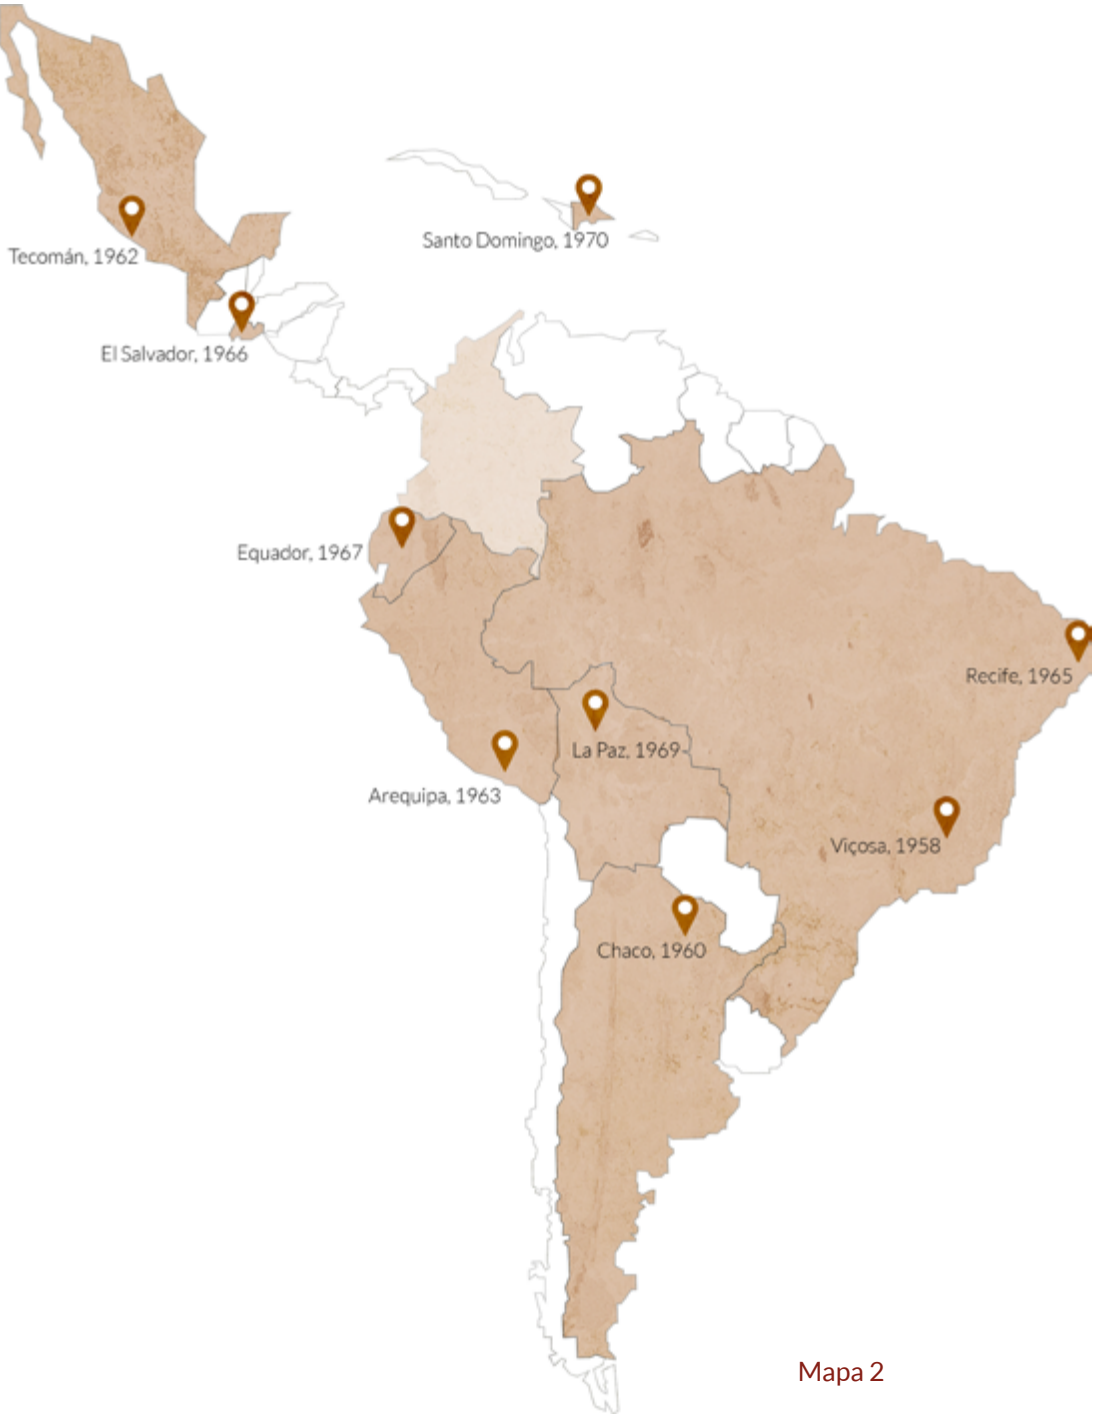 Santo Domingo, 1970
Tecomán, 1962
El Salvador, 1966
Equador, 1967
Recife, 1965
La Paz, 1969
Arequipa, 1963
Viçosa, 1958
Chaco, 1960
Mapa 2